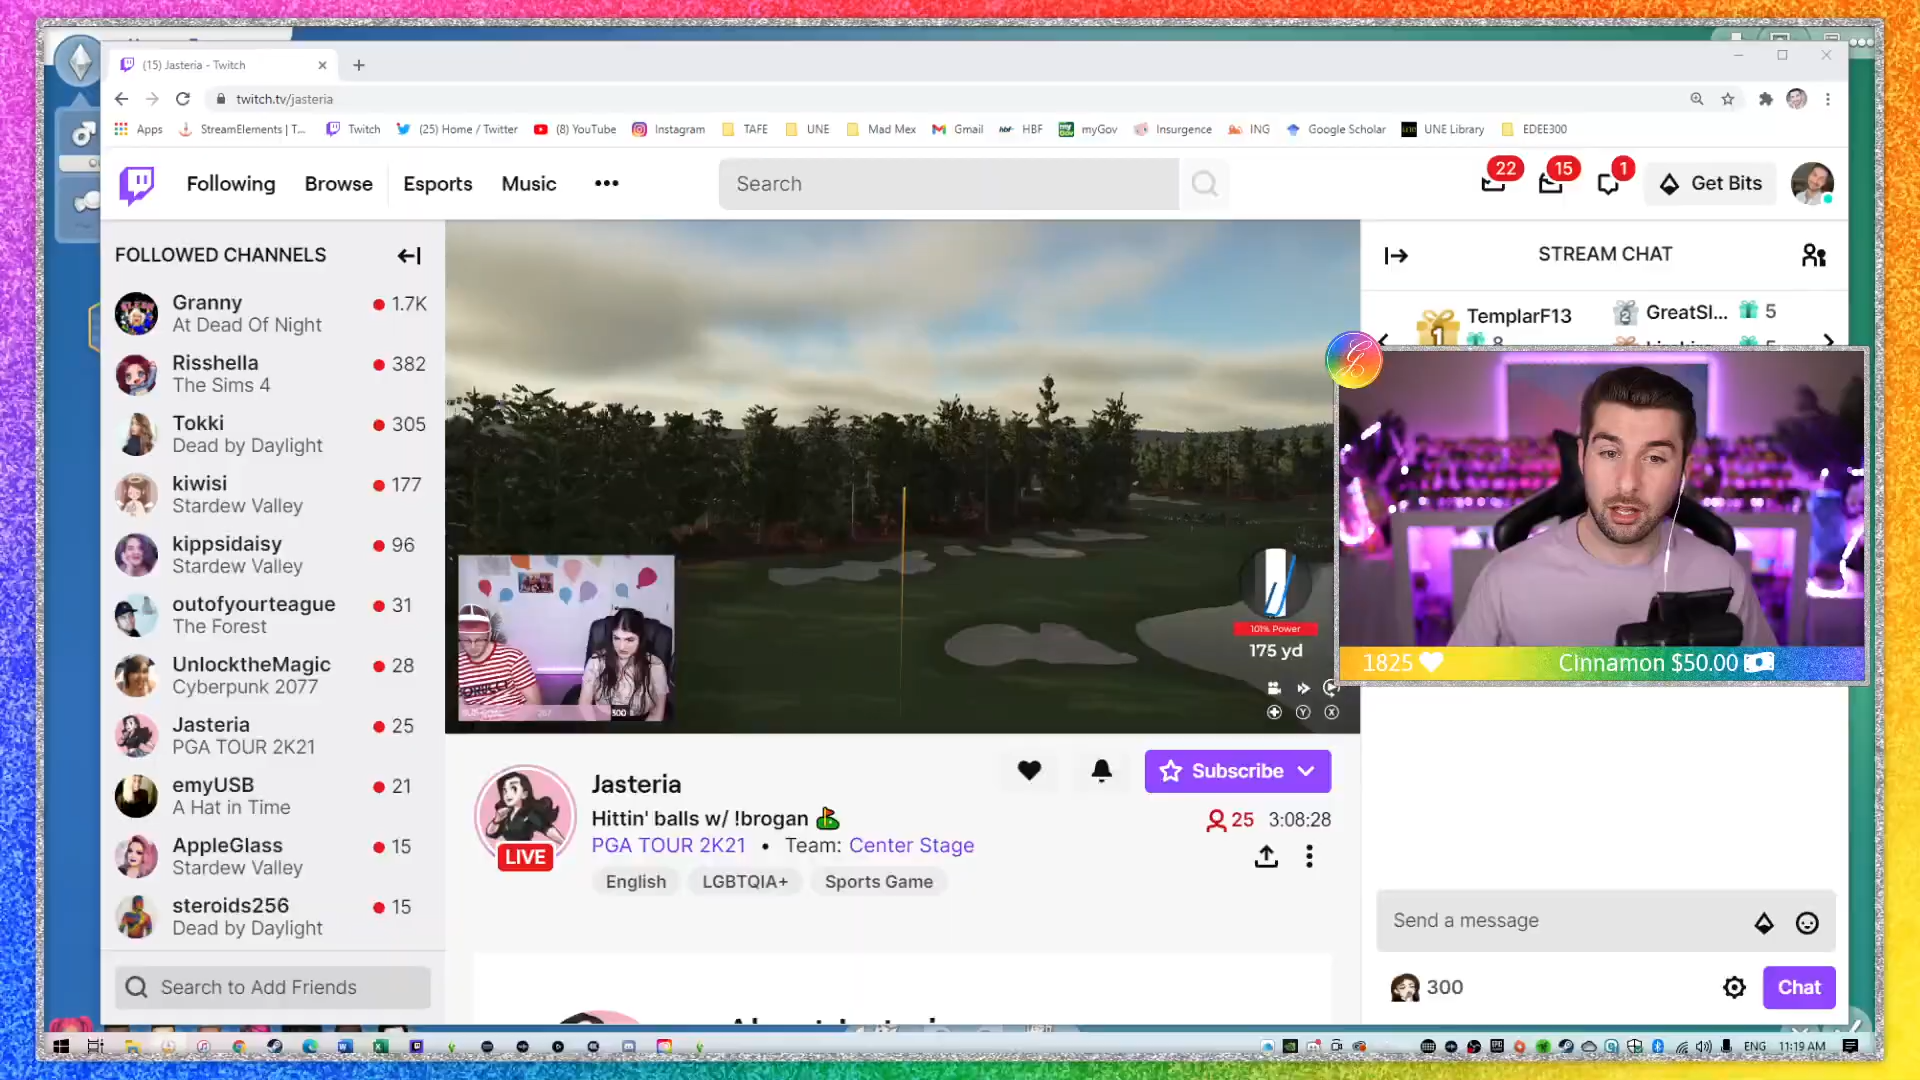 (15) Jasteria - Twitch
twitch.tv/jasteria
Apps
StreamElements | T...
Twitch
(25) Home / Twitter
(8) YouTube
Instagram
TAFE
UNE
Mad Mex
Gmail
HBF
myGov
Insurgence
ING
Google Scholar
UNE Library
EDEE300
Following
Browse
Esports
Music
Search
22
15
1
Get Bits
FOLLOWED CHANNELS
Granny
1.7K
At Dead Of Night
Risshella
382
The Sims 4
Tokki
305
Dead by Daylight
kiwisi
177
Stardew Valley
kippsidaisy
96
Stardew Valley
outofyourteague
31
The Forest
UnlocktheMagic
28
Cyberpunk 2077
Jasteria
25
PGA TOUR 2K21
emyUSB
21
A Hat in Time
AppleGlass
15
Stardew Valley
steroids256
15
Dead by Daylight
Search to Add Friends
101% Power
175 yd
Y
X
STREAM CHAT
1
TemplarF13
8
2
GreatSl...
5
1825
Cinnamon $50.00
Jasteria
LIVE
Hittin' balls w/ !brogan
PGA TOUR 2K21 • Team: Center Stage
English
LGBTQIA+
Sports Game
Subscribe
25
3:08:28
Send a message
300
Chat
ENG
11:19 AM